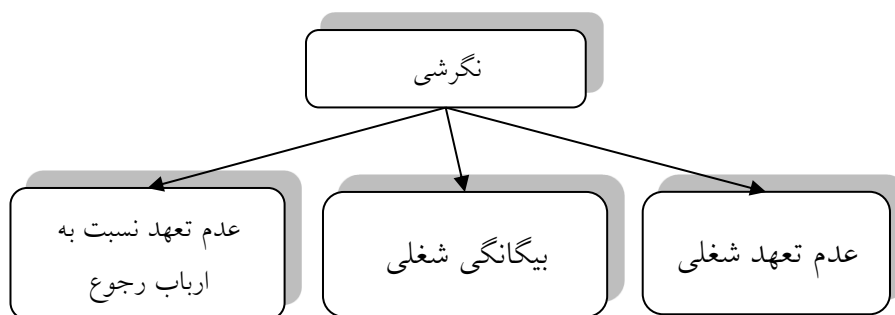 نگرشی
عدم تعهد شغلی
بیگانگی شغلی
عدم تعهد نسبت به
ارباب رجوع